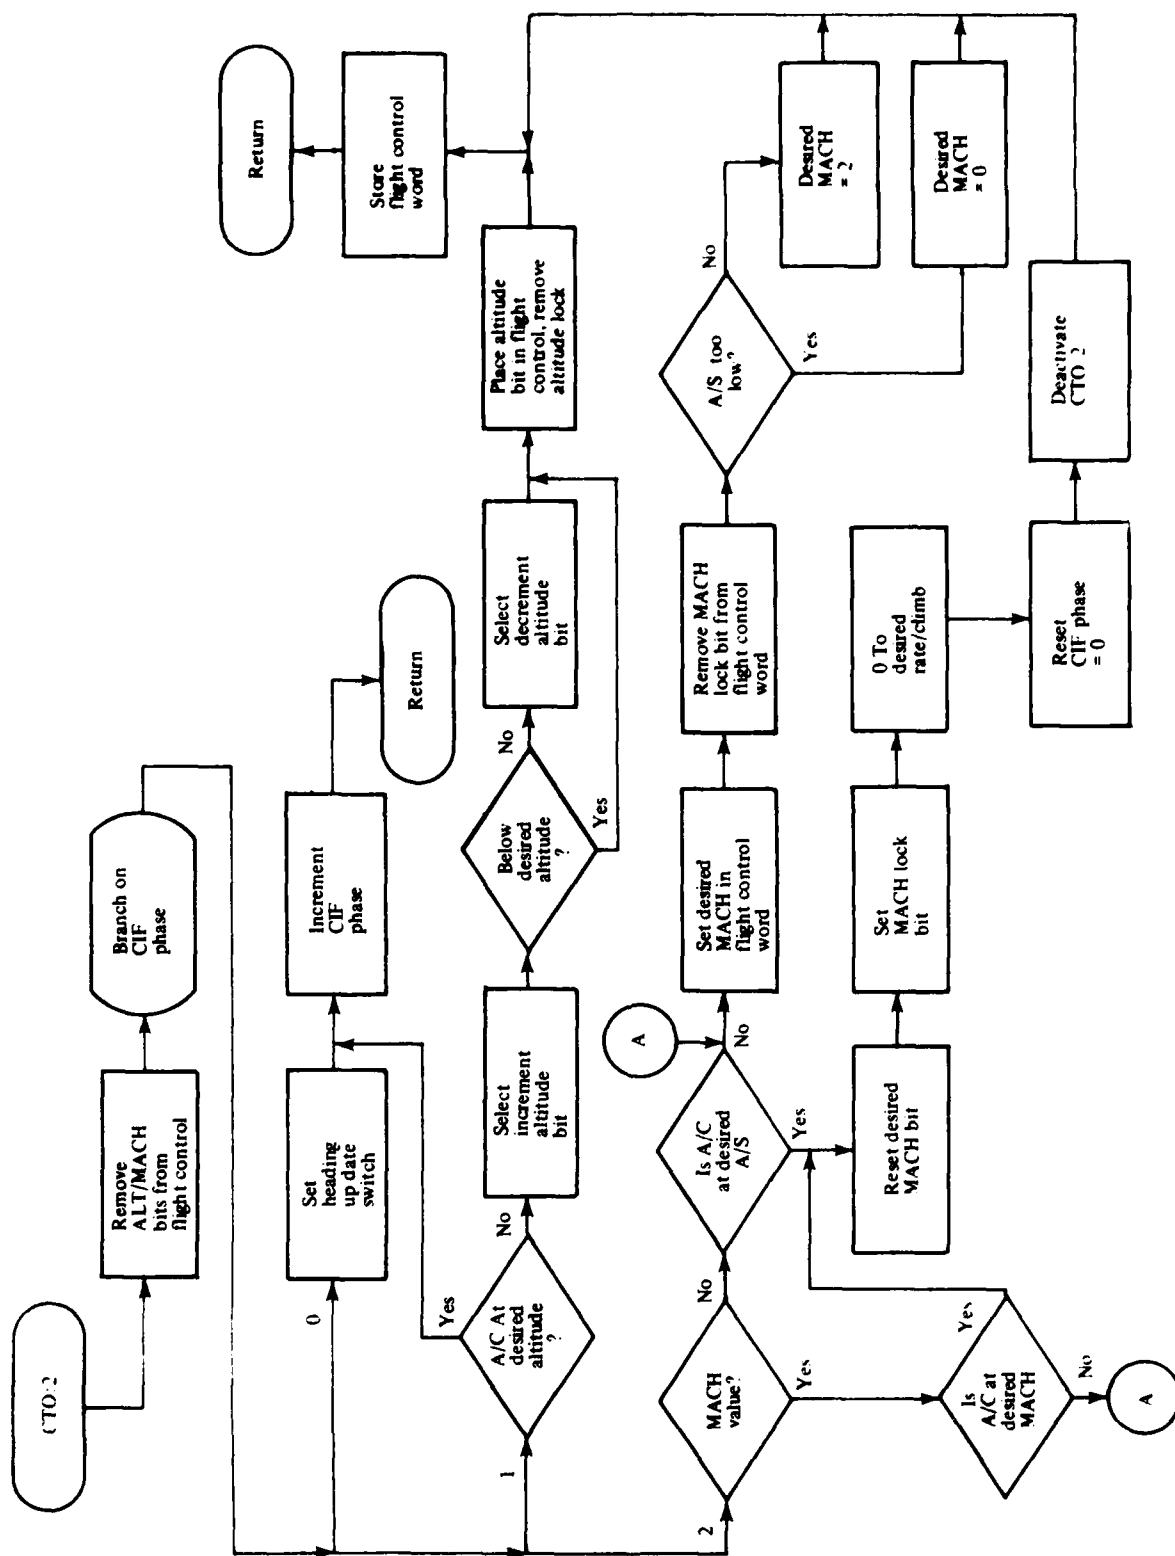 CTO:2
Remove
ALT/MACH
bits from
flight control
Branch on
CIF
phase
0
Set
heading
up date
switch
Increment
CIF
phase
Return
1
A/C At
desired
altitude
?
Yes
No
Select
increment
altitude
bit
Below
desired
altitude
?
No
Yes
Select
decrement
altitude
bit
Place altitude
bit in flight
control, remove
altitude lock
Store
flight control
word
Return
2
MACH
value?
No
Yes
Is A/C
at desired
A/S
No
Yes
A
Set desired
MACH in
flight control
word
Remove MACH
lock bit from
flight control
word
A/S too
low?
No
Yes
Desired
MACH
= 2
Desired
MACH
= 0
Is
A/C at
desired
MACH
Yes
No
A
Reset desired
MACH bit
Set
MACH lock
bit
0 To
desired
rate/climb
Reset
CIF phase
= 0
Deactivate
CTO 2